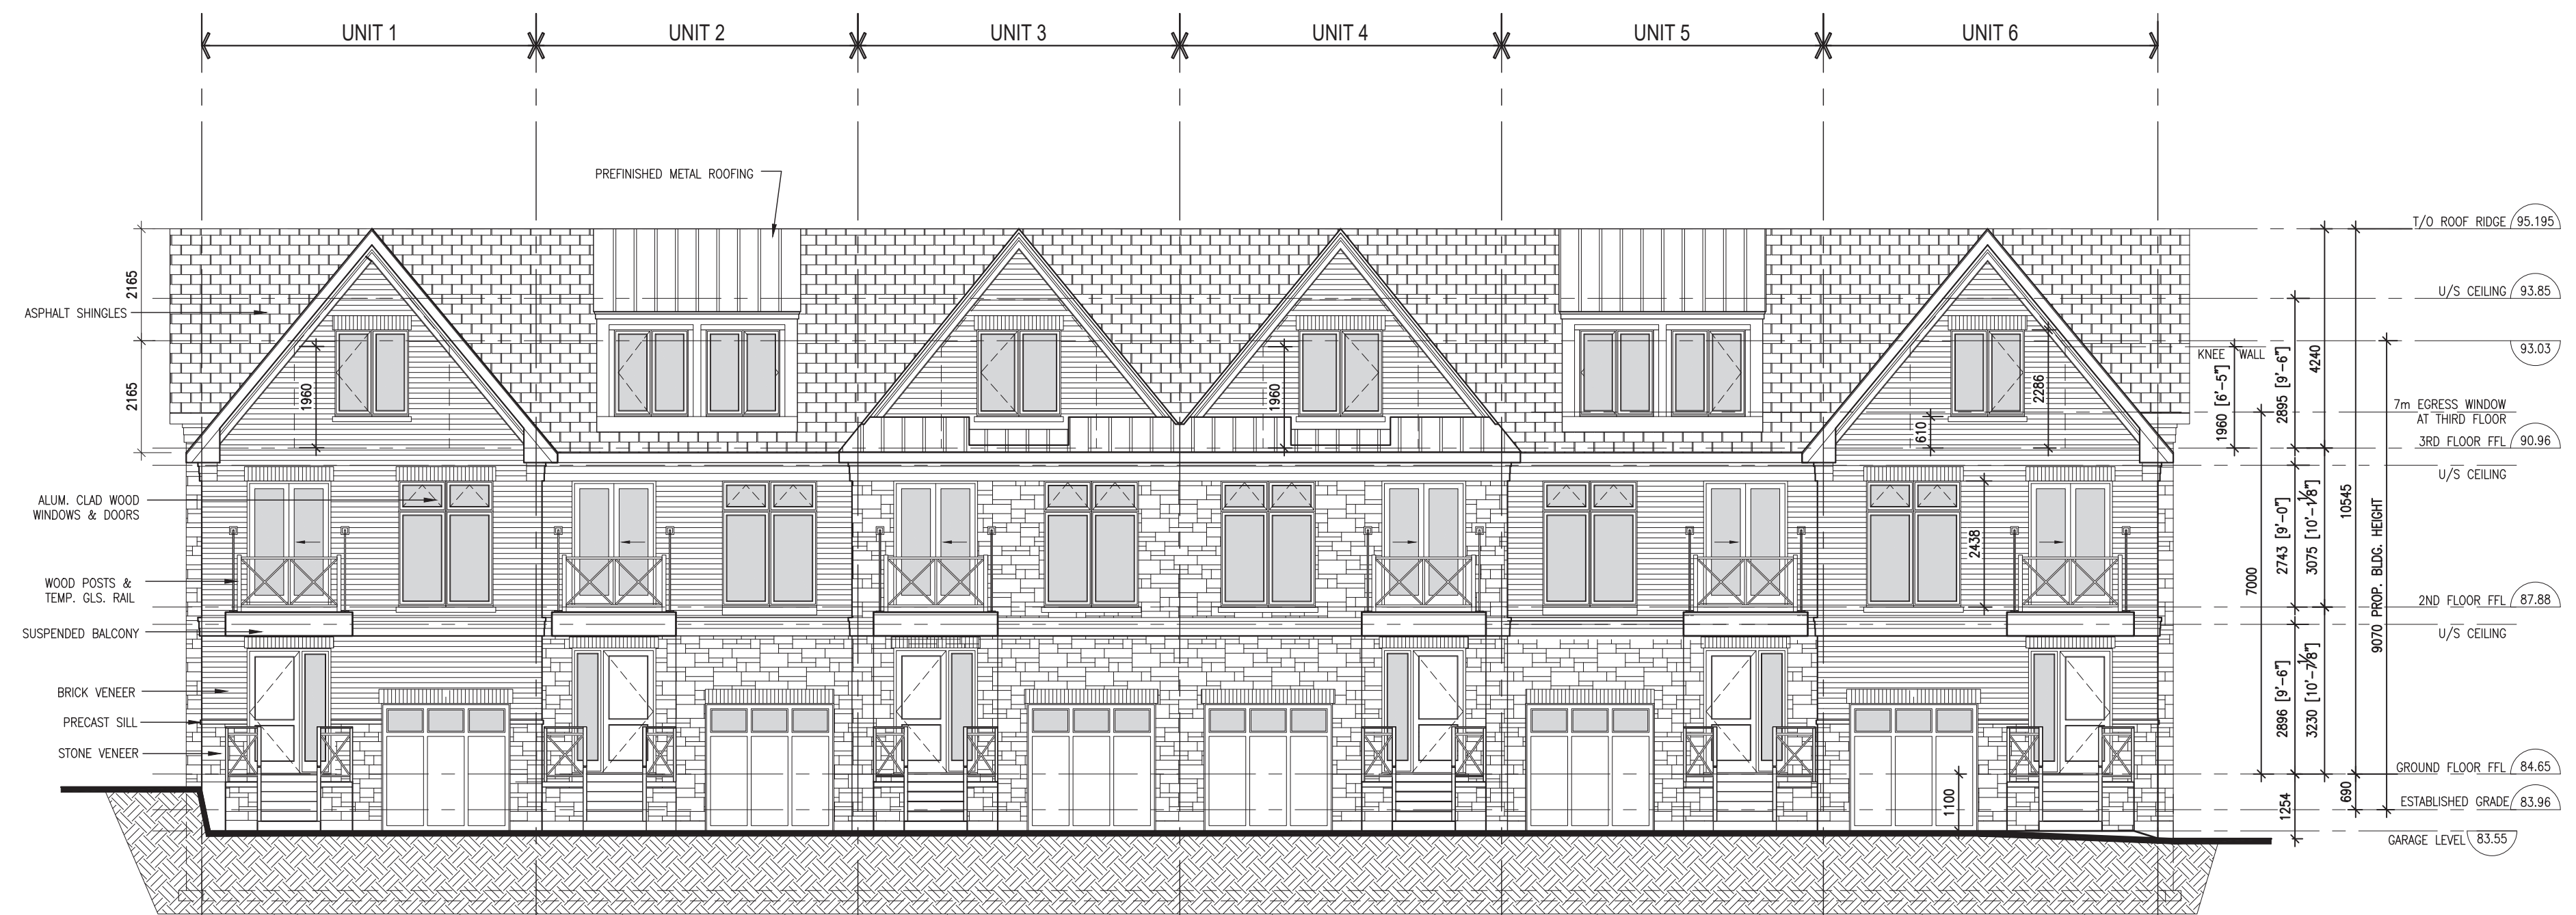 UNIT 1
UNIT 2
UNIT 3
UNIT 4
UNIT 5
UNIT 6
PREFINISHED METAL ROOFING
T/O ROOF RIDGE 95.195
2165
ASPHALT SHINGLES
U/S CEILING 93.85
93.03
KNEE WALL
2165
1960
1960
2286
610
1960 [6'-5"]
2895 [9'-6"]
4240
7m EGRESS WINDOW
AT THIRD FLOOR
3RD FLOOR FFL 90.96
U/S CEILING
ALUM. CLAD WOOD
WINDOWS & DOORS
2438
7000
2743 [9'-0"]
3075 [10'-1/8"]
10545
9070 PROP. BLDG. HEIGHT
WOOD POSTS &
TEMP. GLS. RAIL
2ND FLOOR FFL 87.88
SUSPENDED BALCONY
U/S CEILING
BRICK VENEER
2896 [9'-6"]
PRECAST SILL
STONE VENEER
GROUND FLOOR FFL 84.65
1100
1254
690
ESTABLISHED GRADE 83.96
GARAGE LEVEL 83.55